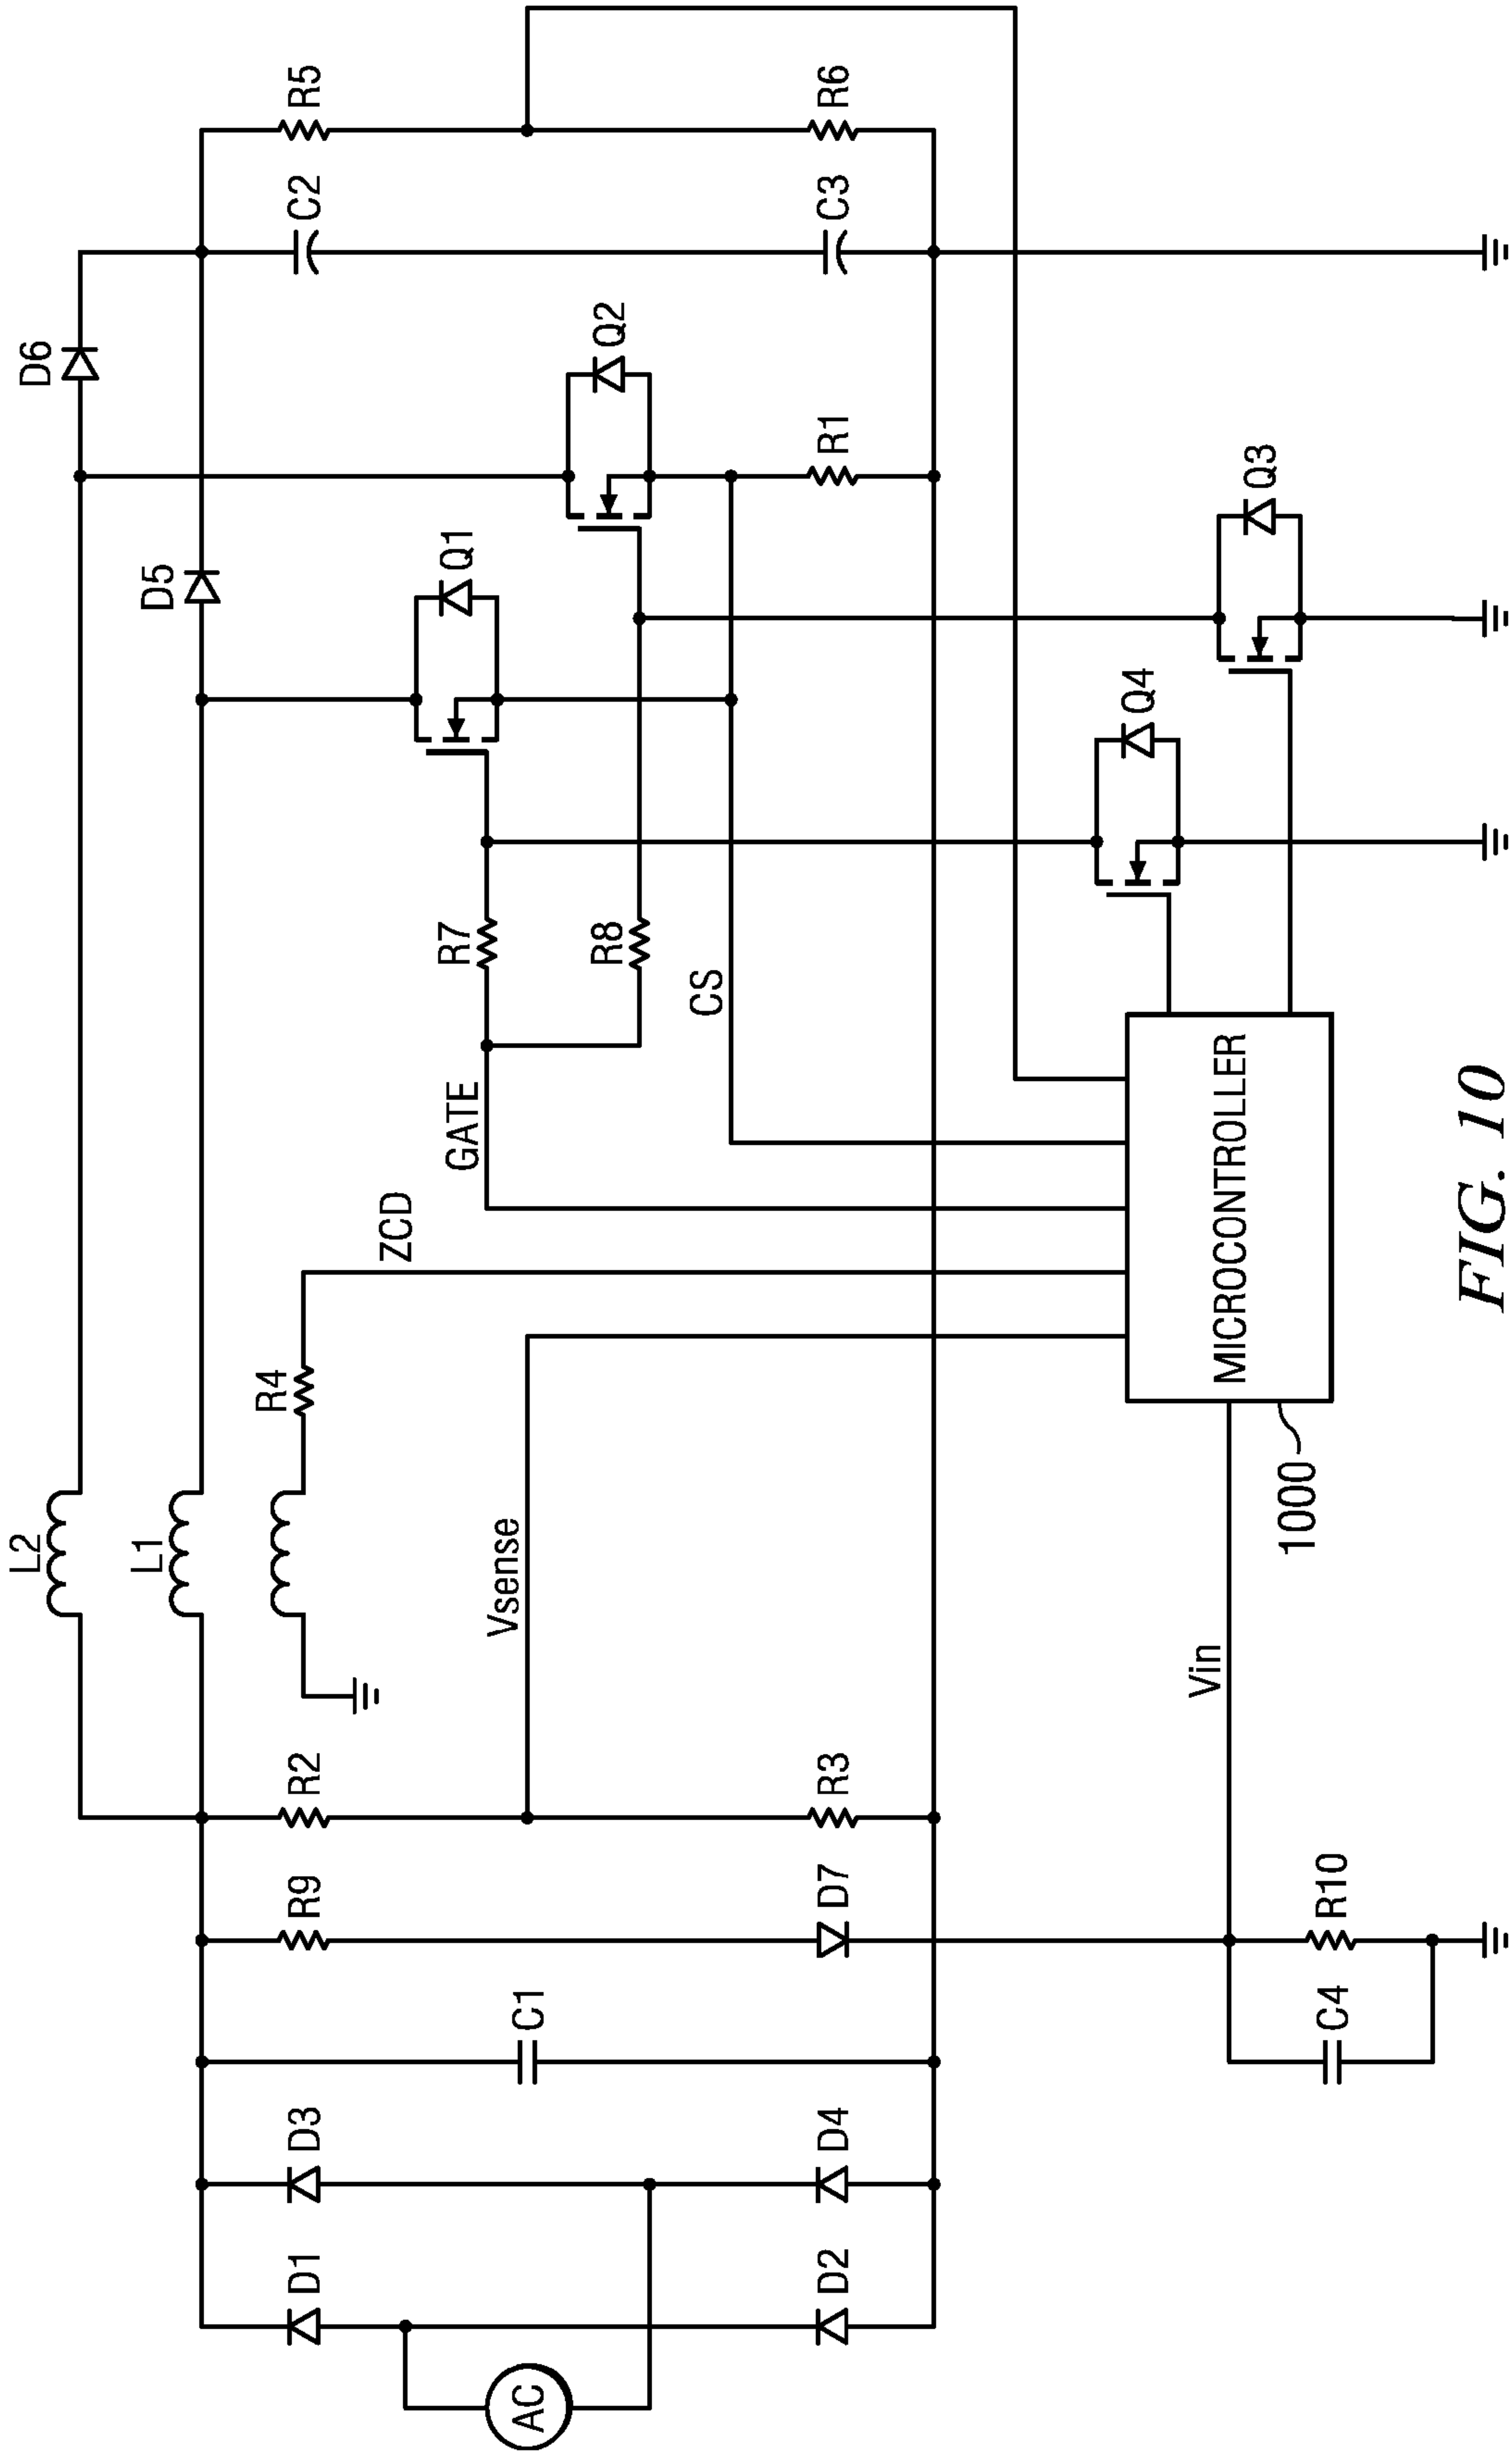 L2
D6
L1
D5
R4
ZCD
R2
R9
D3
D1
C2
R5
Q1
GATE
R7
Vsense
C1
AC
Q2
R8
CS
R1
C3
R6
R3
D7
D4
D2
Q4
Q3
Vin
MICROCONTROLLER
1000
R10
C4
FIG. 10